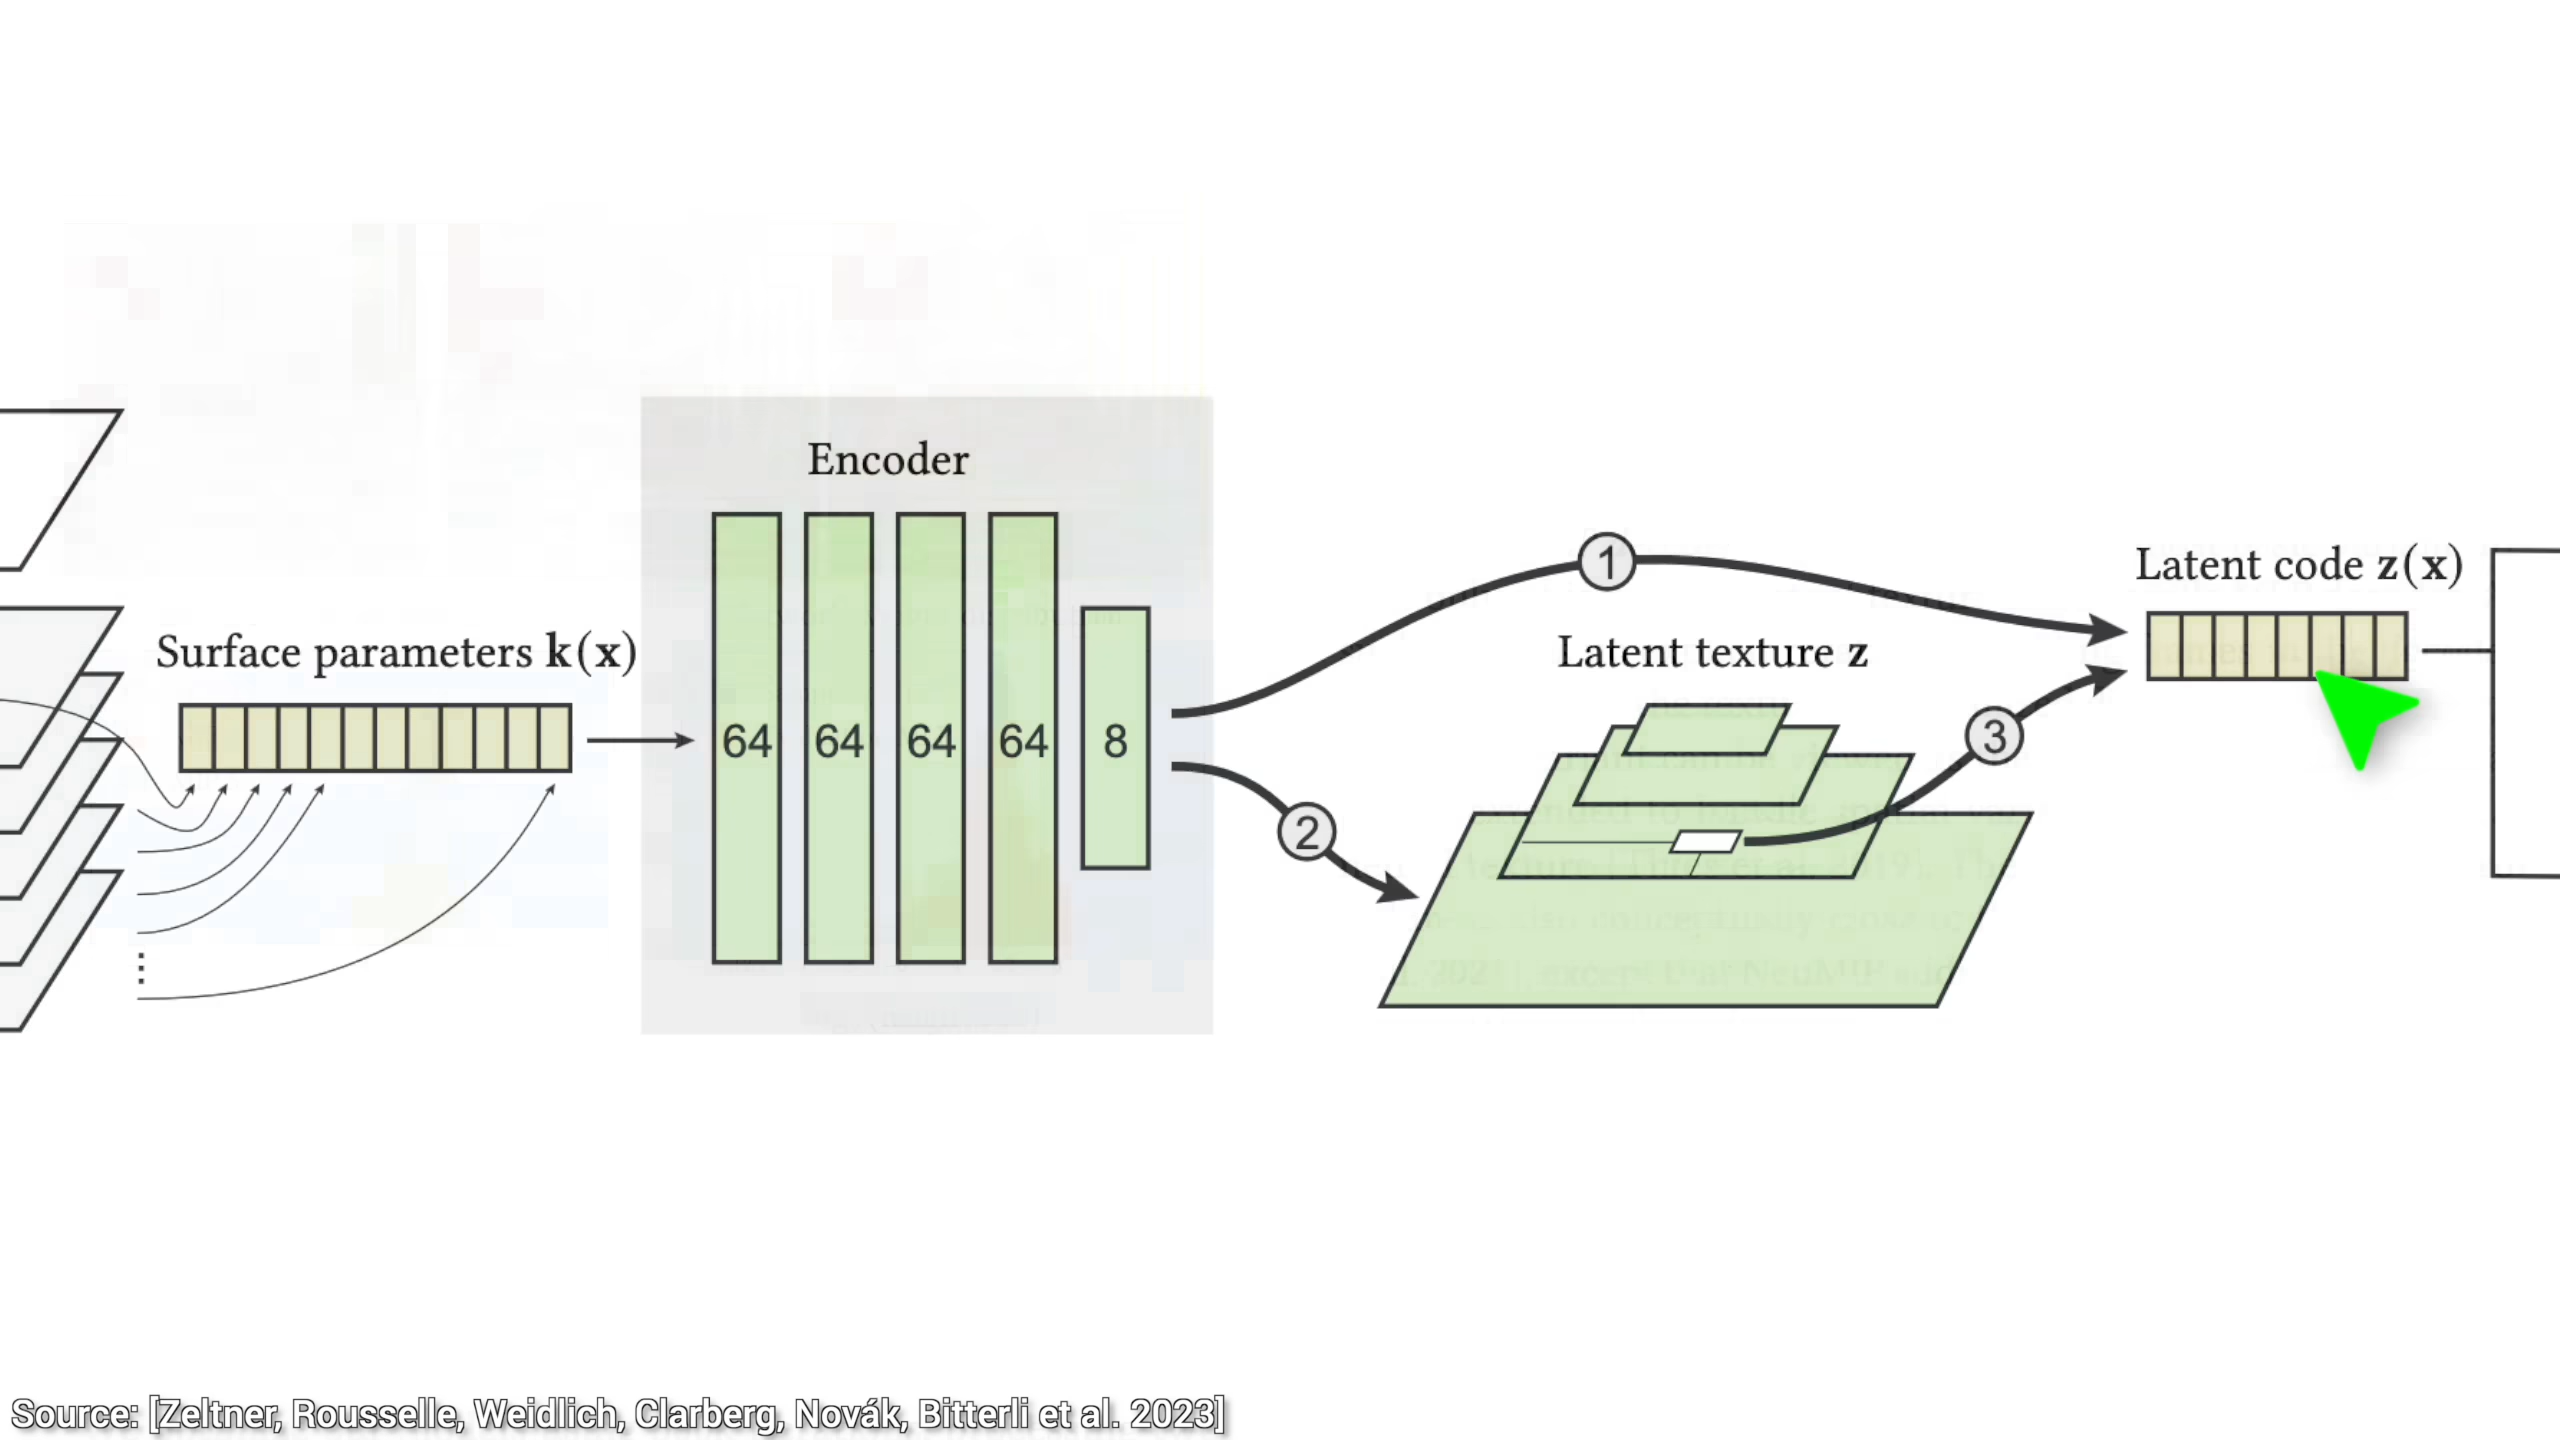 Encoder
1
Latent code z(x)
Surface parameters k(x)
Latent texture z
64 64 64 64 8
3
2
Source: [Zeltner, Rousselle, Weidlich, Clarberg, Novák, Bitterli et al. 2023]